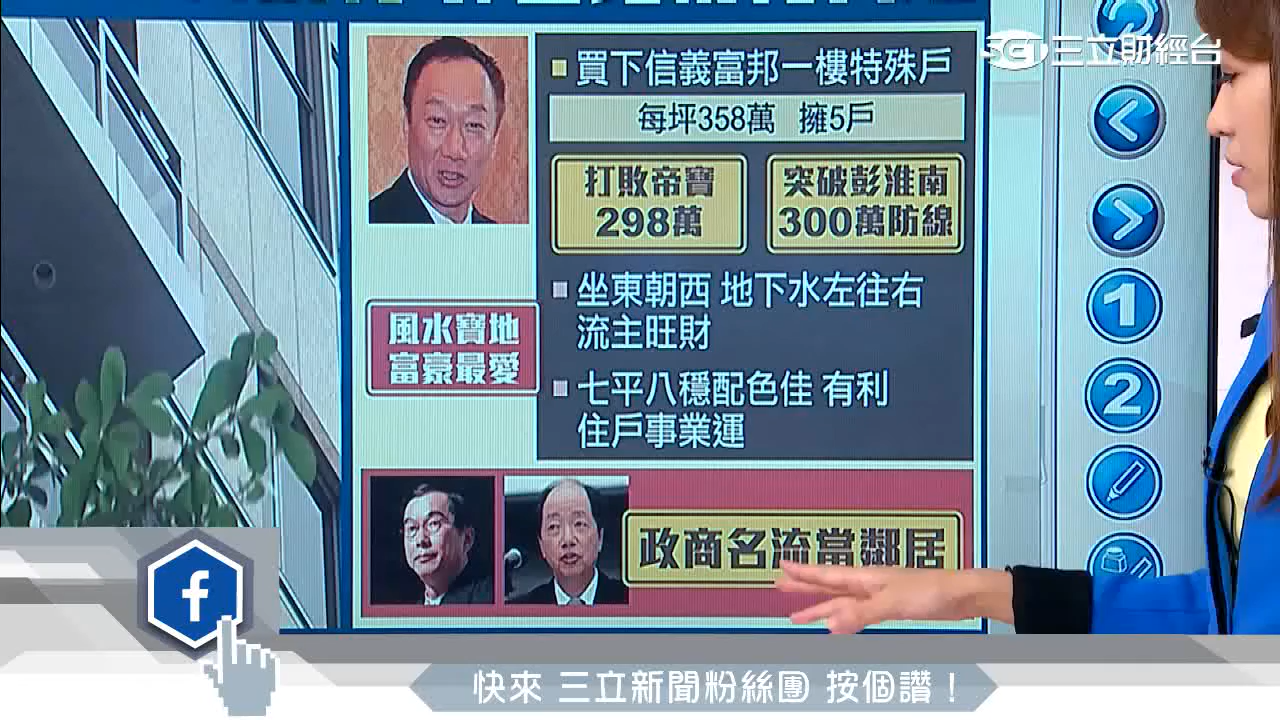 三立財經台
買下信義富邦一樓特殊戶
每坪358萬 擁5戶
打敗帝寶
298萬
突破彭淮南
300萬防線
坐東朝西 地下水左往右
流主旺財
風水寶地
富豪最愛
七平八穩配色佳 有利
住戶事業運
政商名流當鄰居
1
2
f
快來 三立新聞粉絲團 按個讚！